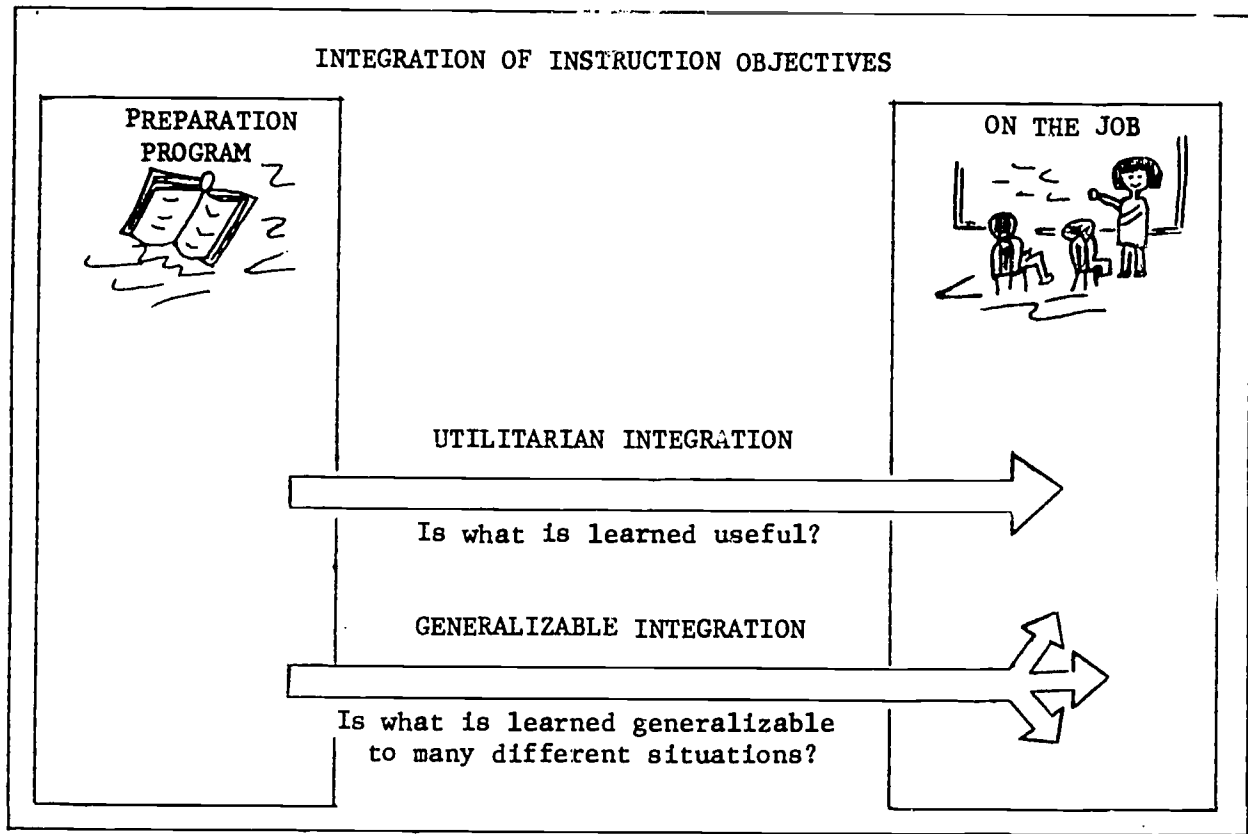 INTEGRATION OF INSTRUCTION OBJECTIVES
PREPARATION
PROGRAM
ON THE JOB
UTILITARIAN INTEGRATION
Is what is learned useful?
GENERALIZABLE INTEGRATION
Is what is learned generalizable
to many different situations?